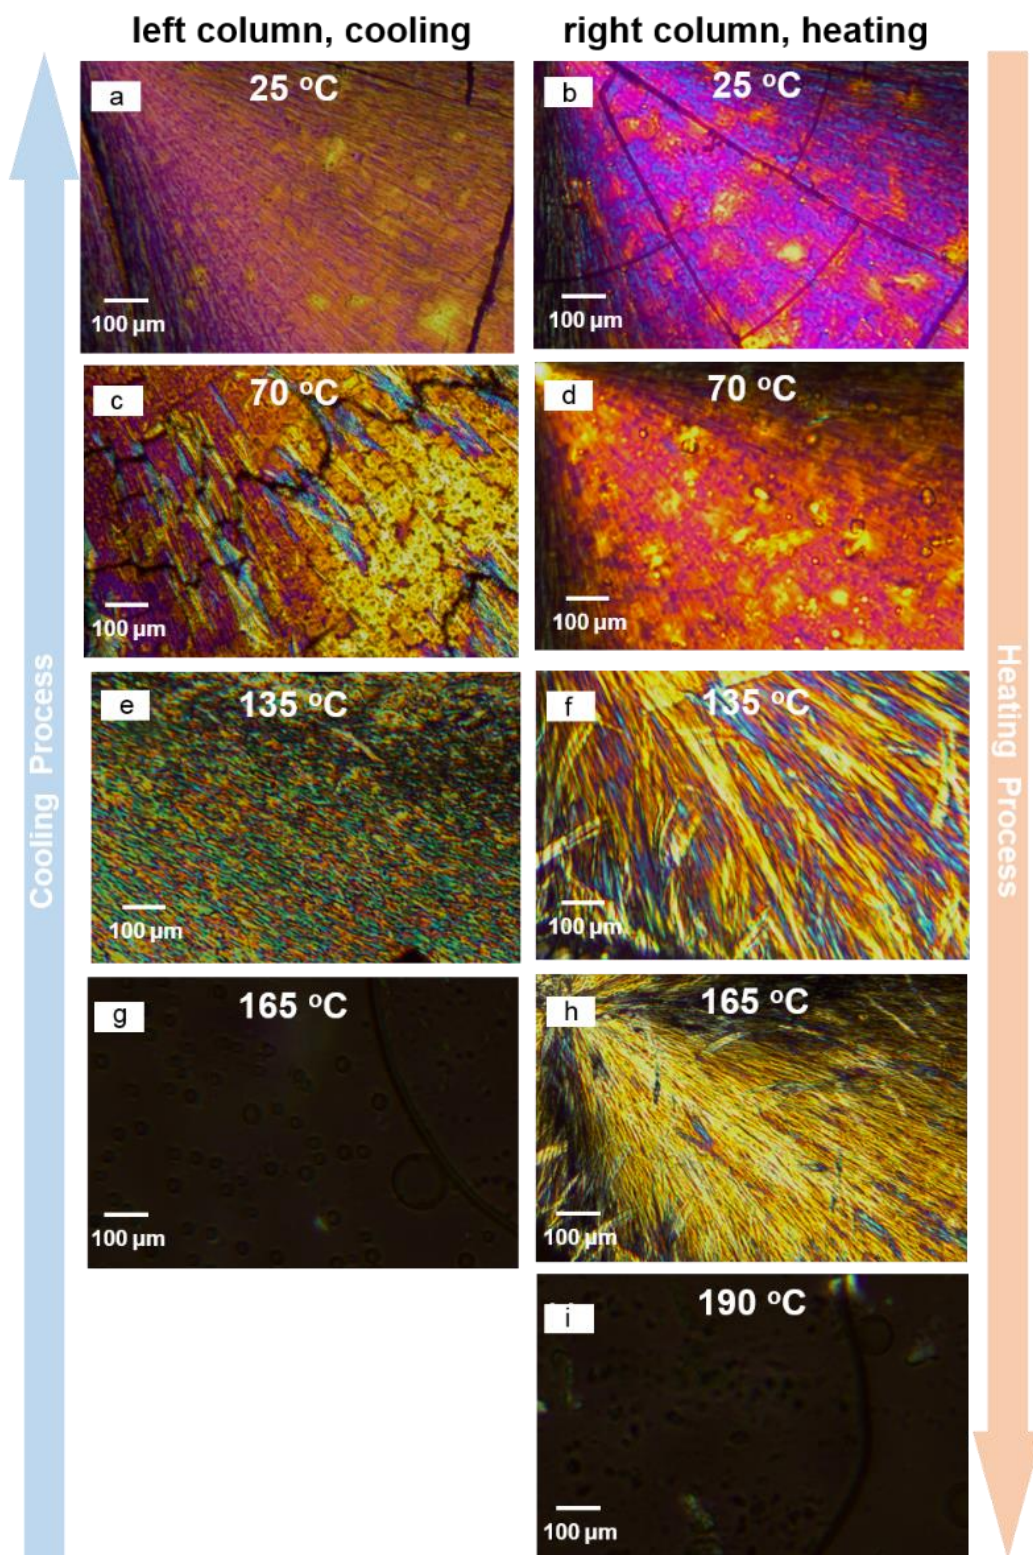 left column, cooling
right column, heating
a
25 °C
100 µm
b
25 °C
100 µm
c
70 °C
100 µm
d
70 °C
100 µm
e
135 °C
100 µm
f
135 °C
100 µm
g
165 °C
100 µm
h
165 °C
100 µm
i
190 °C
100 µm
Cooling Process
Heating Process